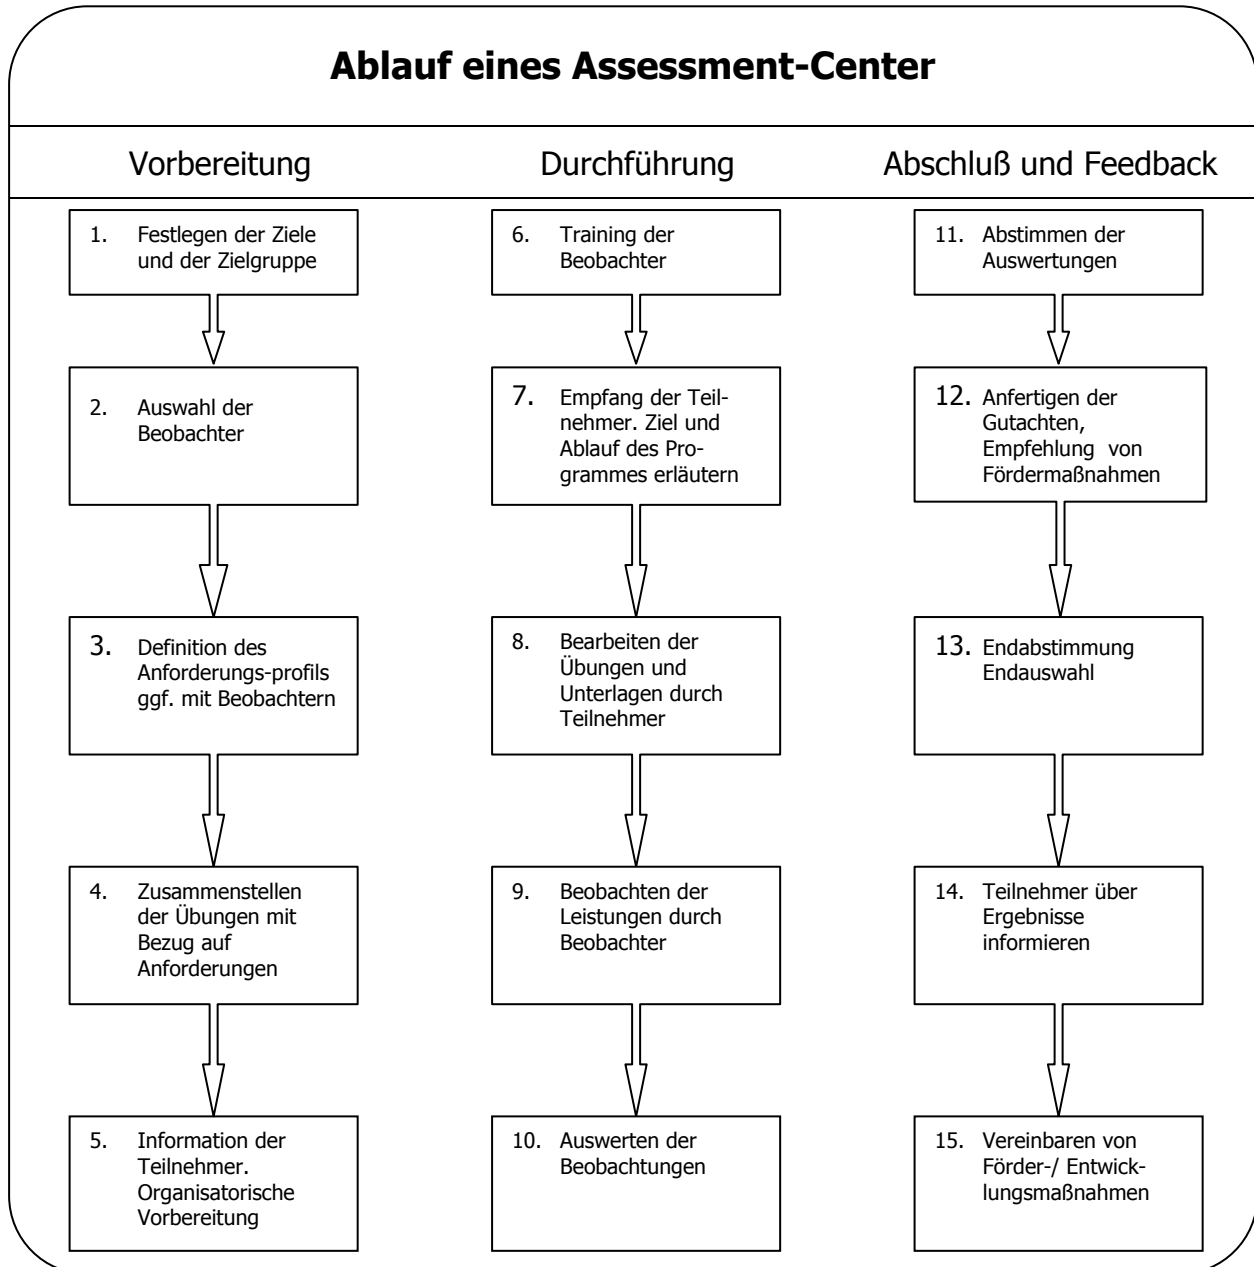 Ablauf eines Assessment-Center
Vorbereitung
Durchführung
Abschluß und Feedback
1. Festlegen der Ziele
und der Zielgruppe
2. Auswahl der
Beobachter
3. Definition des
Anforderungs-profils
ggf. mit Beobachtern
4. Zusammenstellen
der Übungen mit
Bezug auf
Anforderungen
5. Information der
Teilnehmer.
Organisatorische
Vorbereitung
6. Training der
Beobachter
7. Empfang der Teil-
nehmer. Ziel und
Ablauf des Pro-
grammes erläutern
8. Bearbeiten der
Übungen und
Unterlagen durch
Teilnehmer
9. Beobachten der
Leistungen durch
Beobachter
10. Auswerten der
Beobachtungen
11. Abstimmen der
Auswertungen
12. Anfertigen der
Gutachten,
Empfehlung von
Fördermaßnahmen
13. Endabstimmung
Endauswahl
14. Teilnehmer über
Ergebnisse
informieren
15. Vereinbaren von
Förder-/ Entwick-
lungsmaßnahmen